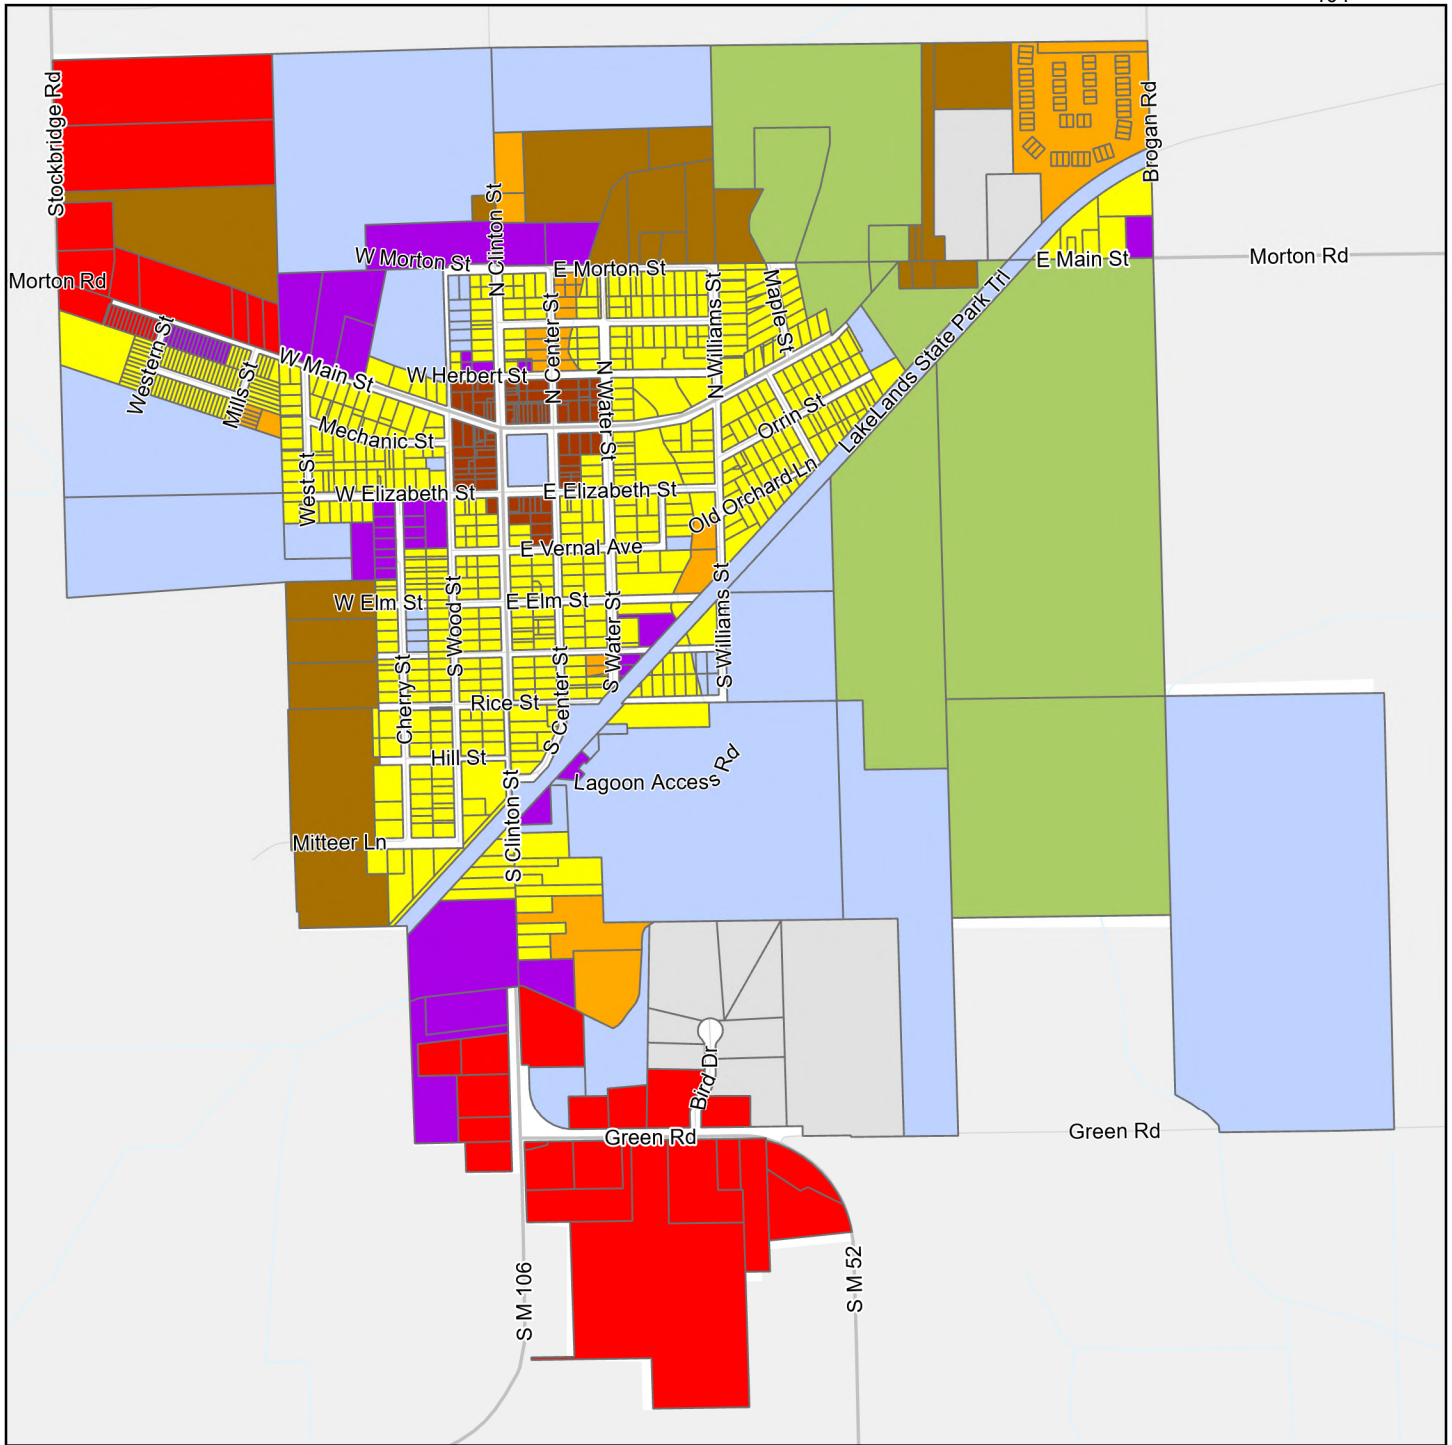 Stockbridge Rd
Brogan Rd
N Clinton St
W Morton St
E Morton St
E Main St
Morton Rd
Morton Rd
N Center St
N Williams St
Maple St
LakeLands State Park Trl
Western St
Mills St
W Main St
W Herbert St
N Water St
Orrin St
Mechanic St
West St
W Elizabeth St
E Elizabeth St
Old Orchard Ln
E Vernal Ave
W Elm St
E Elm St
S Wood St
S Water St
S Williams St
Cherry St
Rice St
S Center St
Hill St
Lagoon Access Rd
S Clinton St
Mitteer Ln
Bird Dr
Green Rd
Green Rd
S M 106
S M 52